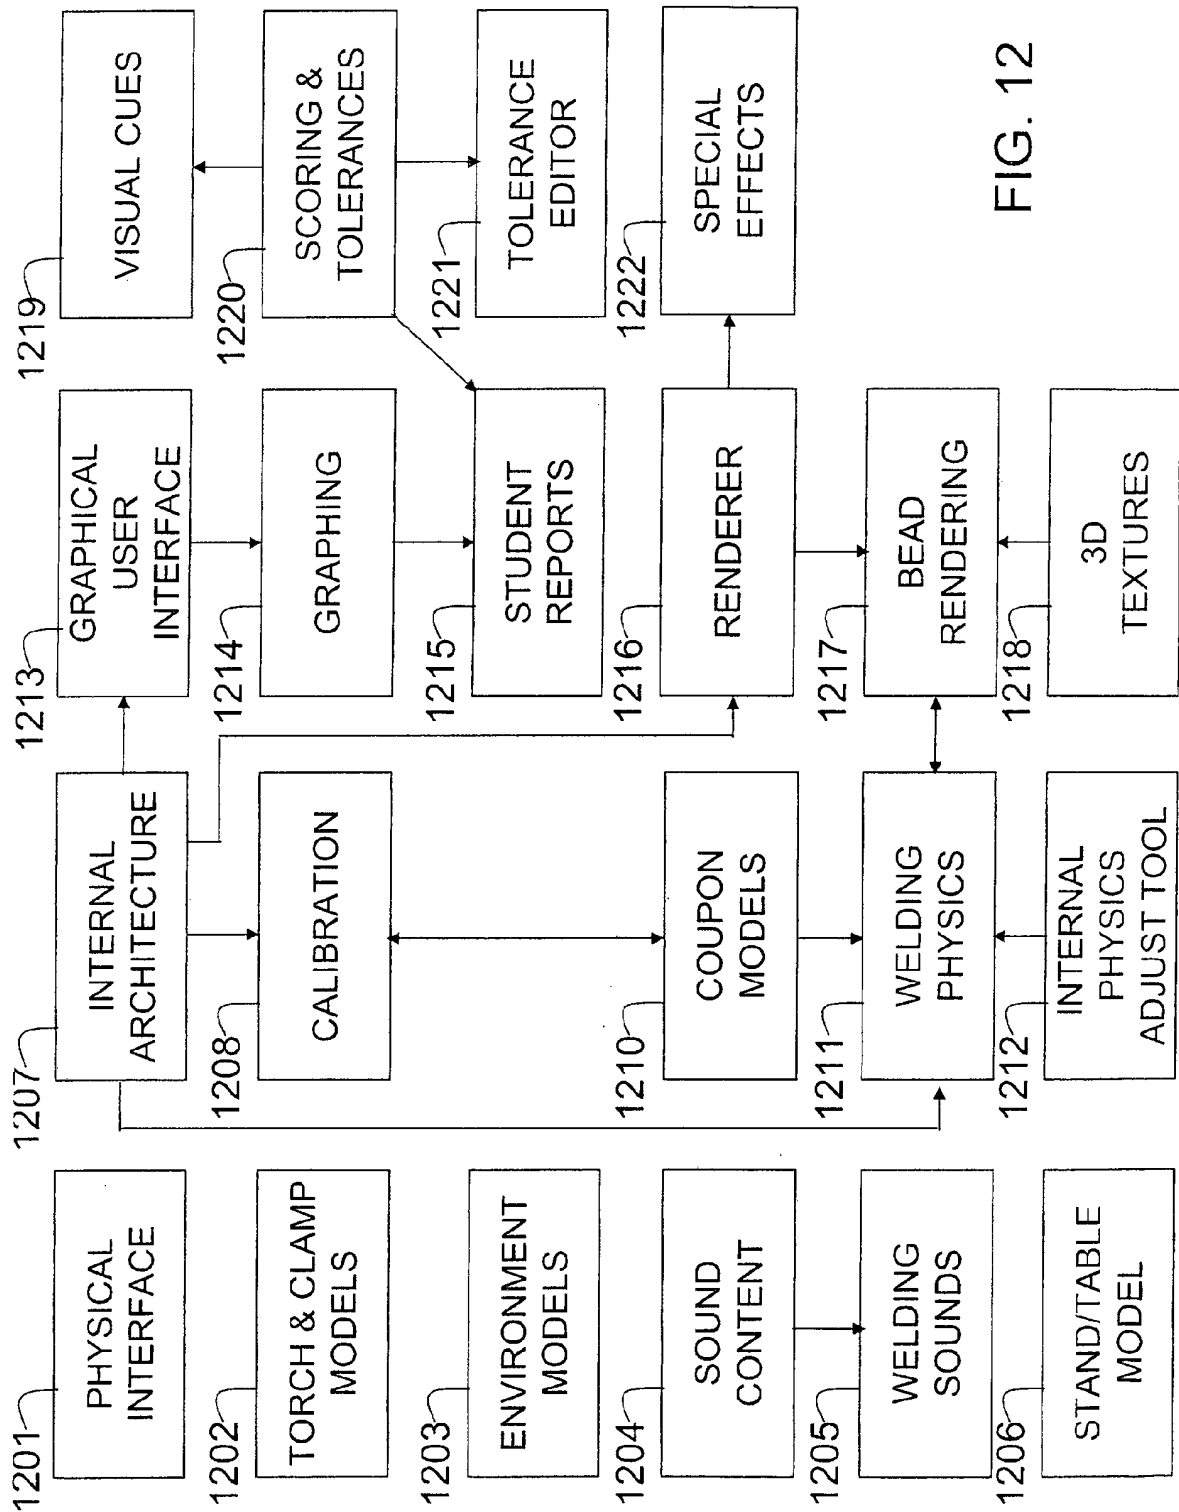 1201
PHYSICAL
INTERFACE
1202
TORCH & CLAMP
MODELS
1203
ENVIRONMENT
MODELS
1204
SOUND
CONTENT
1205
WELDING
SOUNDS
1206
STAND/TABLE
MODEL
1207
INTERNAL
ARCHITECTURE
1208
CALIBRATION
1210
COUPON
MODELS
1211
WELDING
PHYSICS
1212
INTERNAL
PHYSICS
ADJUST TOOL
1213
GRAPHICAL
USER
INTERFACE
1214
GRAPHING
1215
STUDENT
REPORTS
1216
RENDERER
1217
BEAD
RENDERING
1218
3D
TEXTURES
1219
VISUAL CUES
1220
SCORING &
TOLERANCES
1221
TOLERANCE
EDITOR
1222
SPECIAL
EFFECTS
FIG. 12